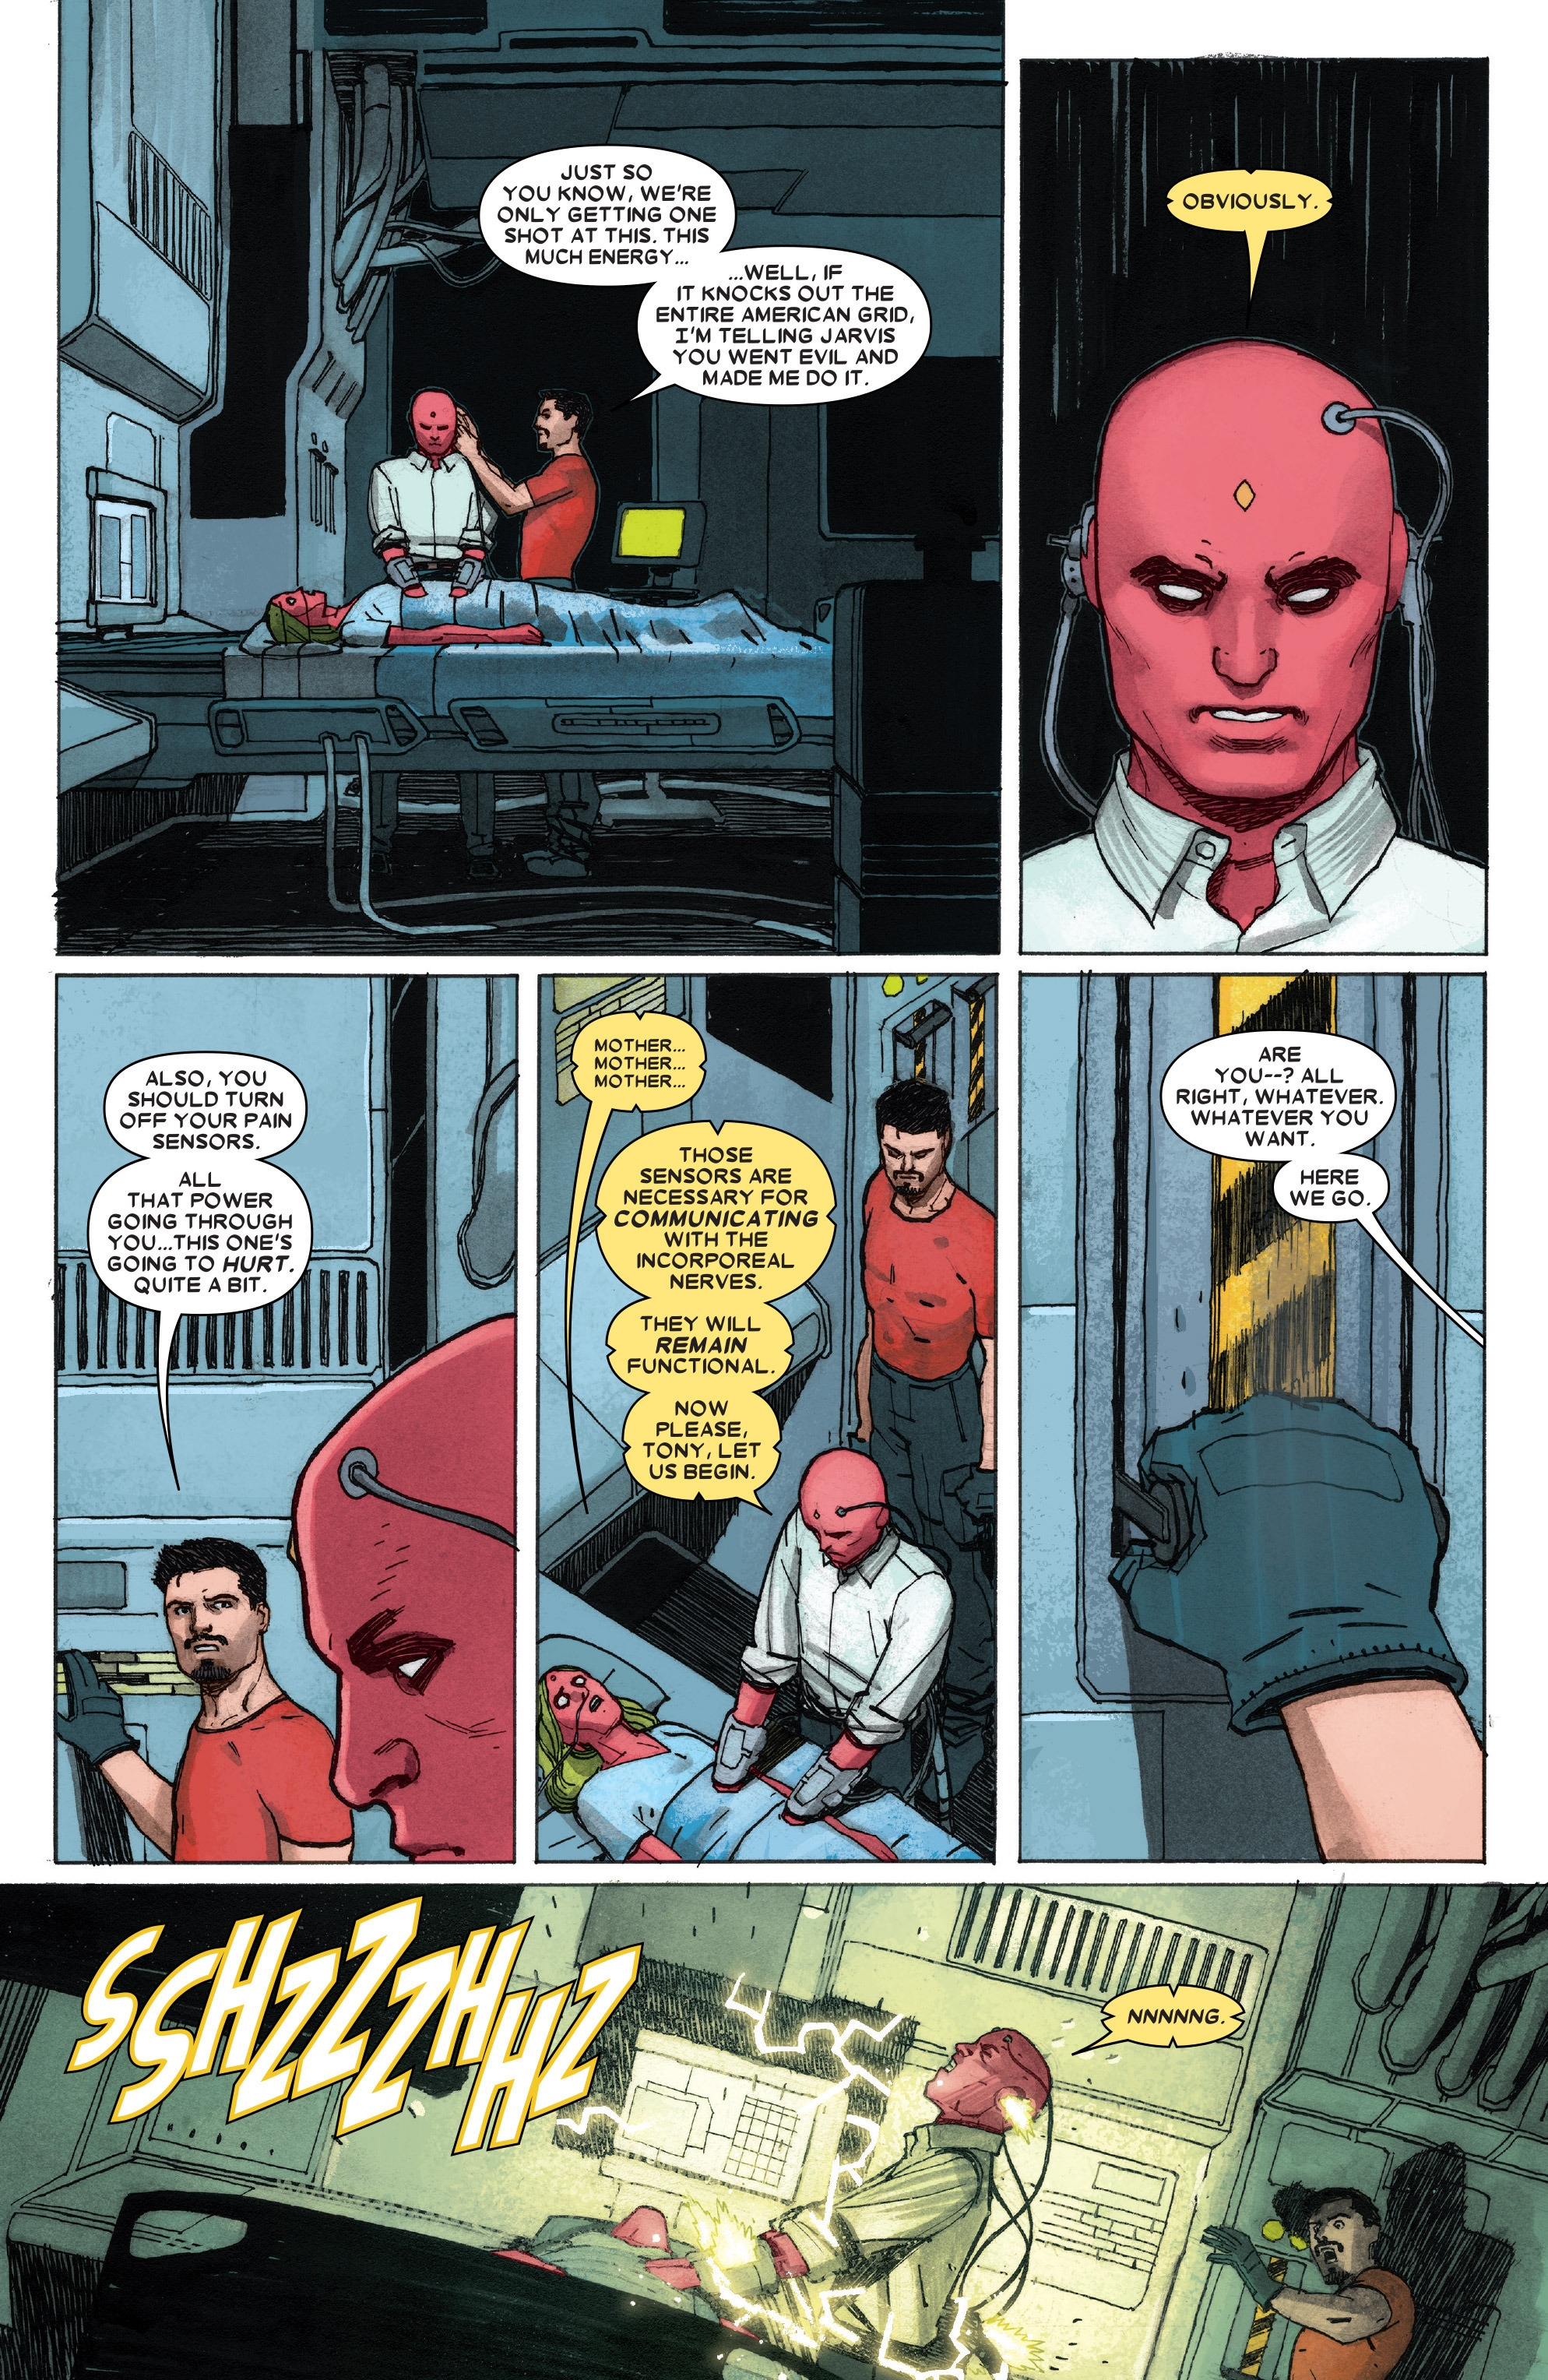 JUST SO
YOU KNOW, WE'RE
ONLY GETTING ONE
SHOT AT THIS. THIS
MUCH ENERGY...
...WELL, IF
IT KNOCKS OUT THE
ENTIRE AMERICAN GRID,
I'M TELLING JARVIS
YOU WENT EVIL AND
MADE ME DO IT.
OBVIOUSLY.
ALSO, YOU
SHOULD TURN
OFF YOUR PAIN
SENSORS.
ALL
THAT POWER
GOING THROUGH
YOU...THIS ONE'S
GOING TO HURT.
QUITE A BIT.
MOTHER...
MOTHER...
MOTHER...
THOSE
SENSORS ARE
NECESSARY FOR
COMMUNICATING
WITH THE
INCORPOREAL
NERVES.
THEY WILL
REMAIN
FUNCTIONAL.
NOW
PLEASE,
TONY, LET
US BEGIN.
ARE
YOU--? ALL
RIGHT, WHATEVER.
WHATEVER YOU
WANT.
HERE
WE GO.
SSHZZZHHZ
NNNNNG.